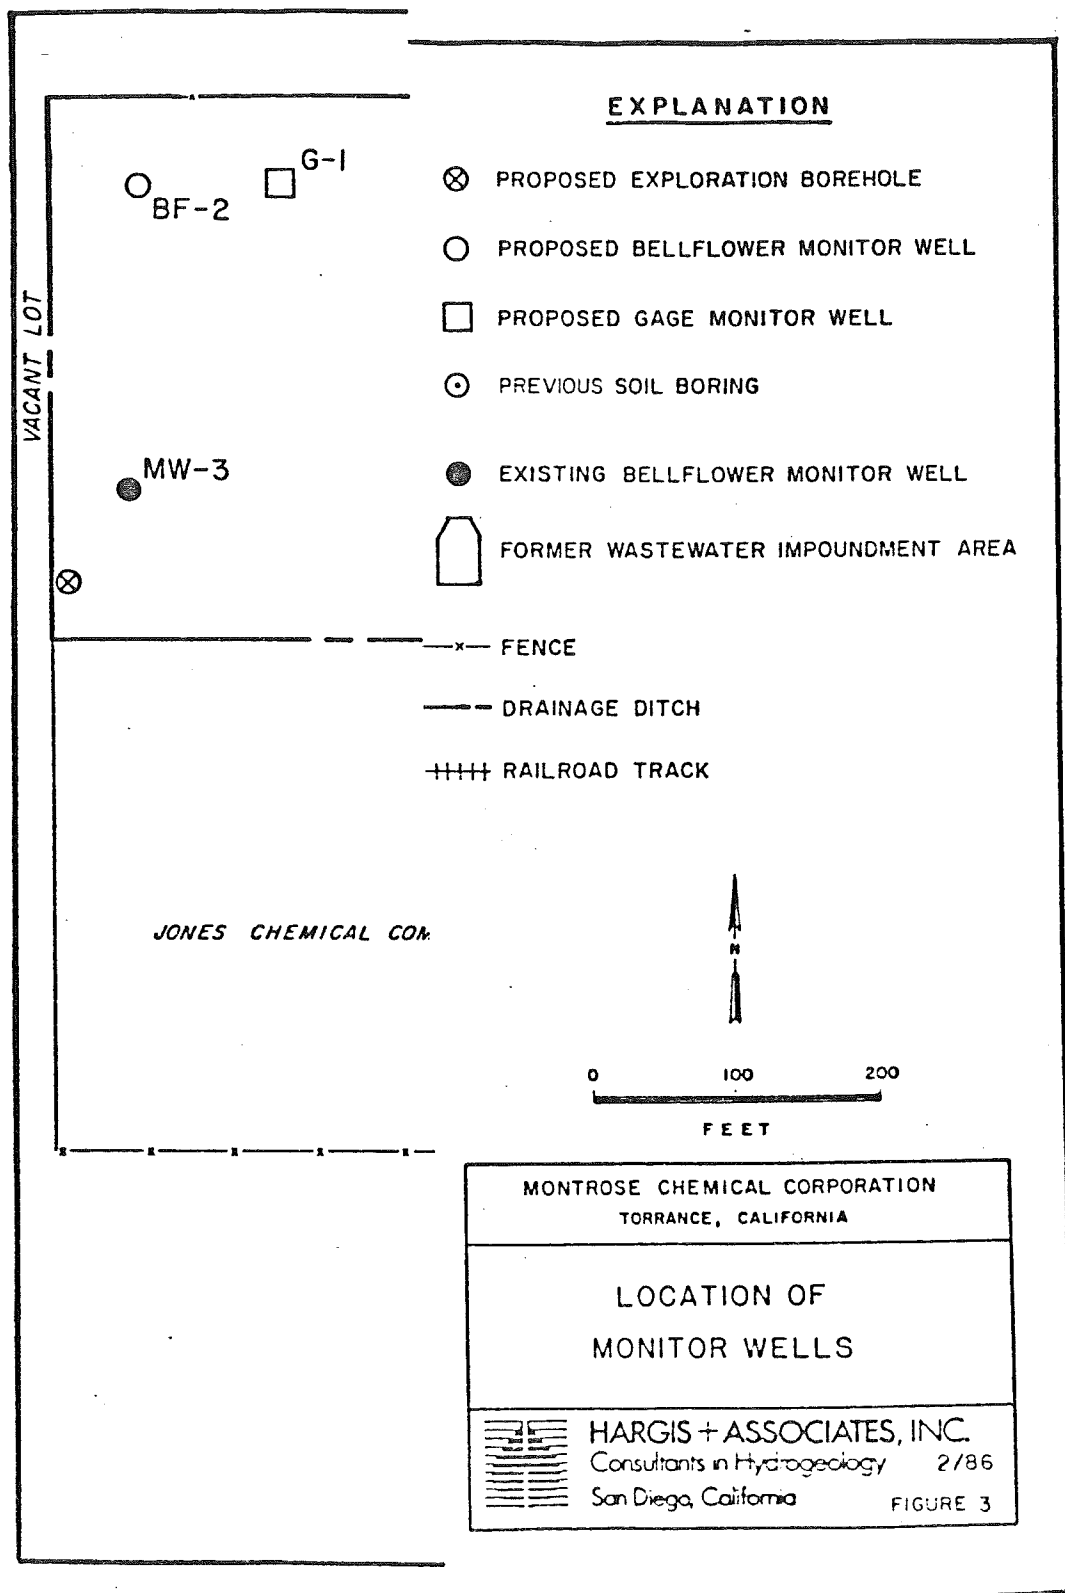 EXPLANATION
G-1
BF-2
PROPOSED EXPLORATION BOREHOLE
PROPOSED BELLFLOWER MONITOR WELL
PROPOSED GAGE MONITOR WELL
PREVIOUS SOIL BORING
VACANT LOT
MW-3
EXISTING BELLFLOWER MONITOR WELL
FORMER WASTEWATER IMPOUNDMENT AREA
FENCE
DRAINAGE DITCH
RAILROAD TRACK
JONES CHEMICAL COM
N
0 100 200
FEET
MONTROSE CHEMICAL CORPORATION
TORRANCE, CALIFORNIA
LOCATION OF
MONITOR WELLS
HARGIS + ASSOCIATES, INC.
Consultants in Hydrogeology 2/86
San Diego, California FIGURE 3